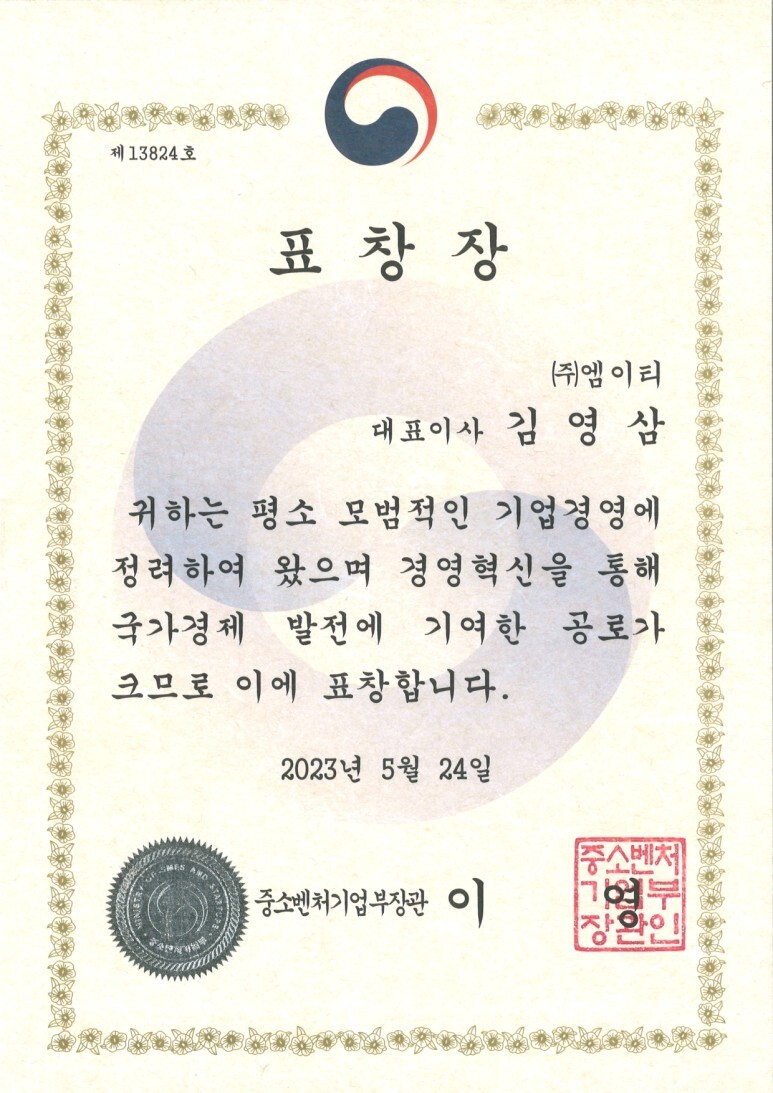 제13824호
표창장
(주)엠이티
대표이사 김영삼
귀하는 평소 모범적인 기업경영에
정려하여 왔으며 경영혁신을 통해
국가경제 발전에 기여한 공로가
크므로 이에 표창합니다.
2023년 5월 24일
중소벤처기업부장관 이영
중소벤처
기업부
장관인